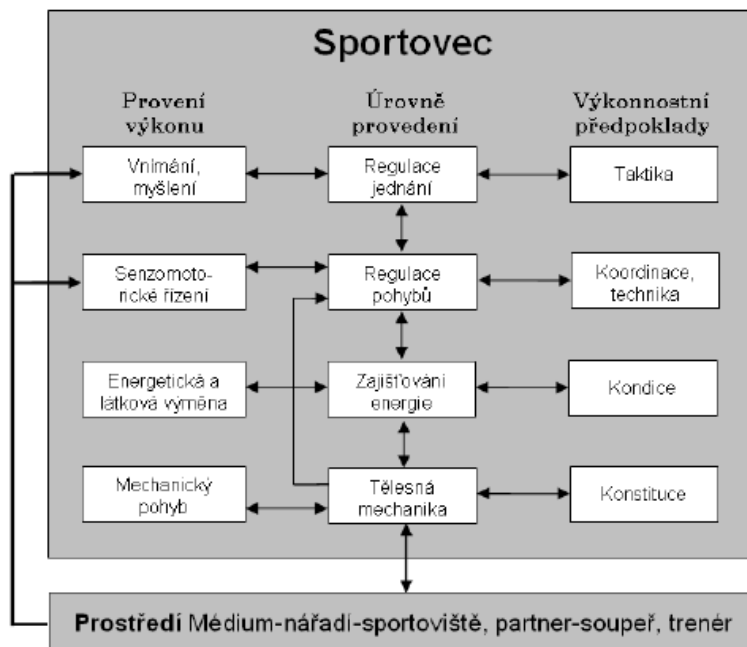 Sportovec
Provení
výkonu
Úrovně
provedení
Výkonnostní
předpoklady
Vnímání,
myšlení
Regulace
jednání
Taktika
Senzomoto-
rické řízení
Regulace
pohybů
Koordinace,
technika
Energetická a
látková výměna
Zajišťování
energie
Kondice
Mechanický
pohyb
Tělesná
mechanika
Konstituce
Prostředí Médium-nářadí-sportoviště, partner-soupeř, trenér